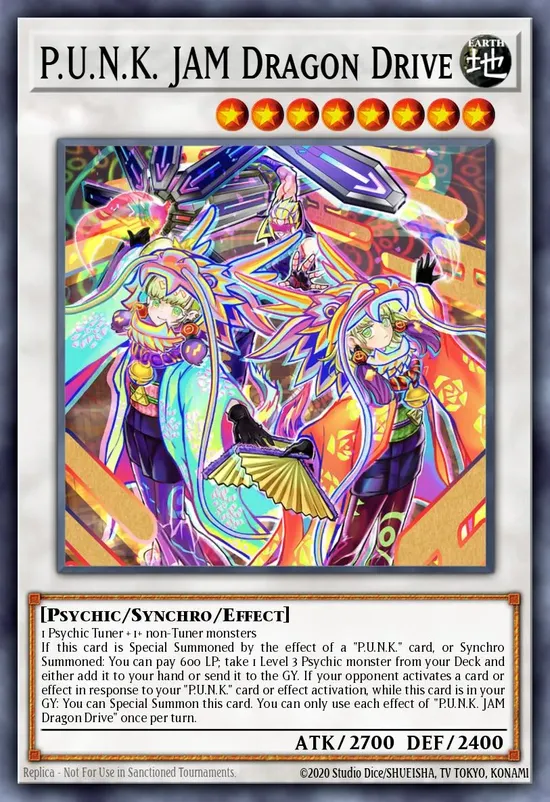 P.U.N.K. JAM Dragon Drive
EARTH
地
[Psychic/Synchro/Effect]
1 Psychic Tuner + 1+ non-Tuner monsters
If this card is Special Summoned by the effect of a "P.U.N.K." card, or Synchro
Summoned: You can pay 600 LP; take 1 Level 3 Psychic monster from your Deck and
either add it to your hand or send it to the GY. If your opponent activates a card or
effect in response to your "P.U.N.K." card or effect activation, while this card is in your
GY: You can Special Summon this card. You can only use each effect of "P.U.N.K. JAM
Dragon Drive" once per turn.
ATK/2700 DEF/2400
Replica - Not For Use in Sanctioned Tournaments.
©2020 Studio Dice/SHUEISHA, TV TOKYO, KONAMI